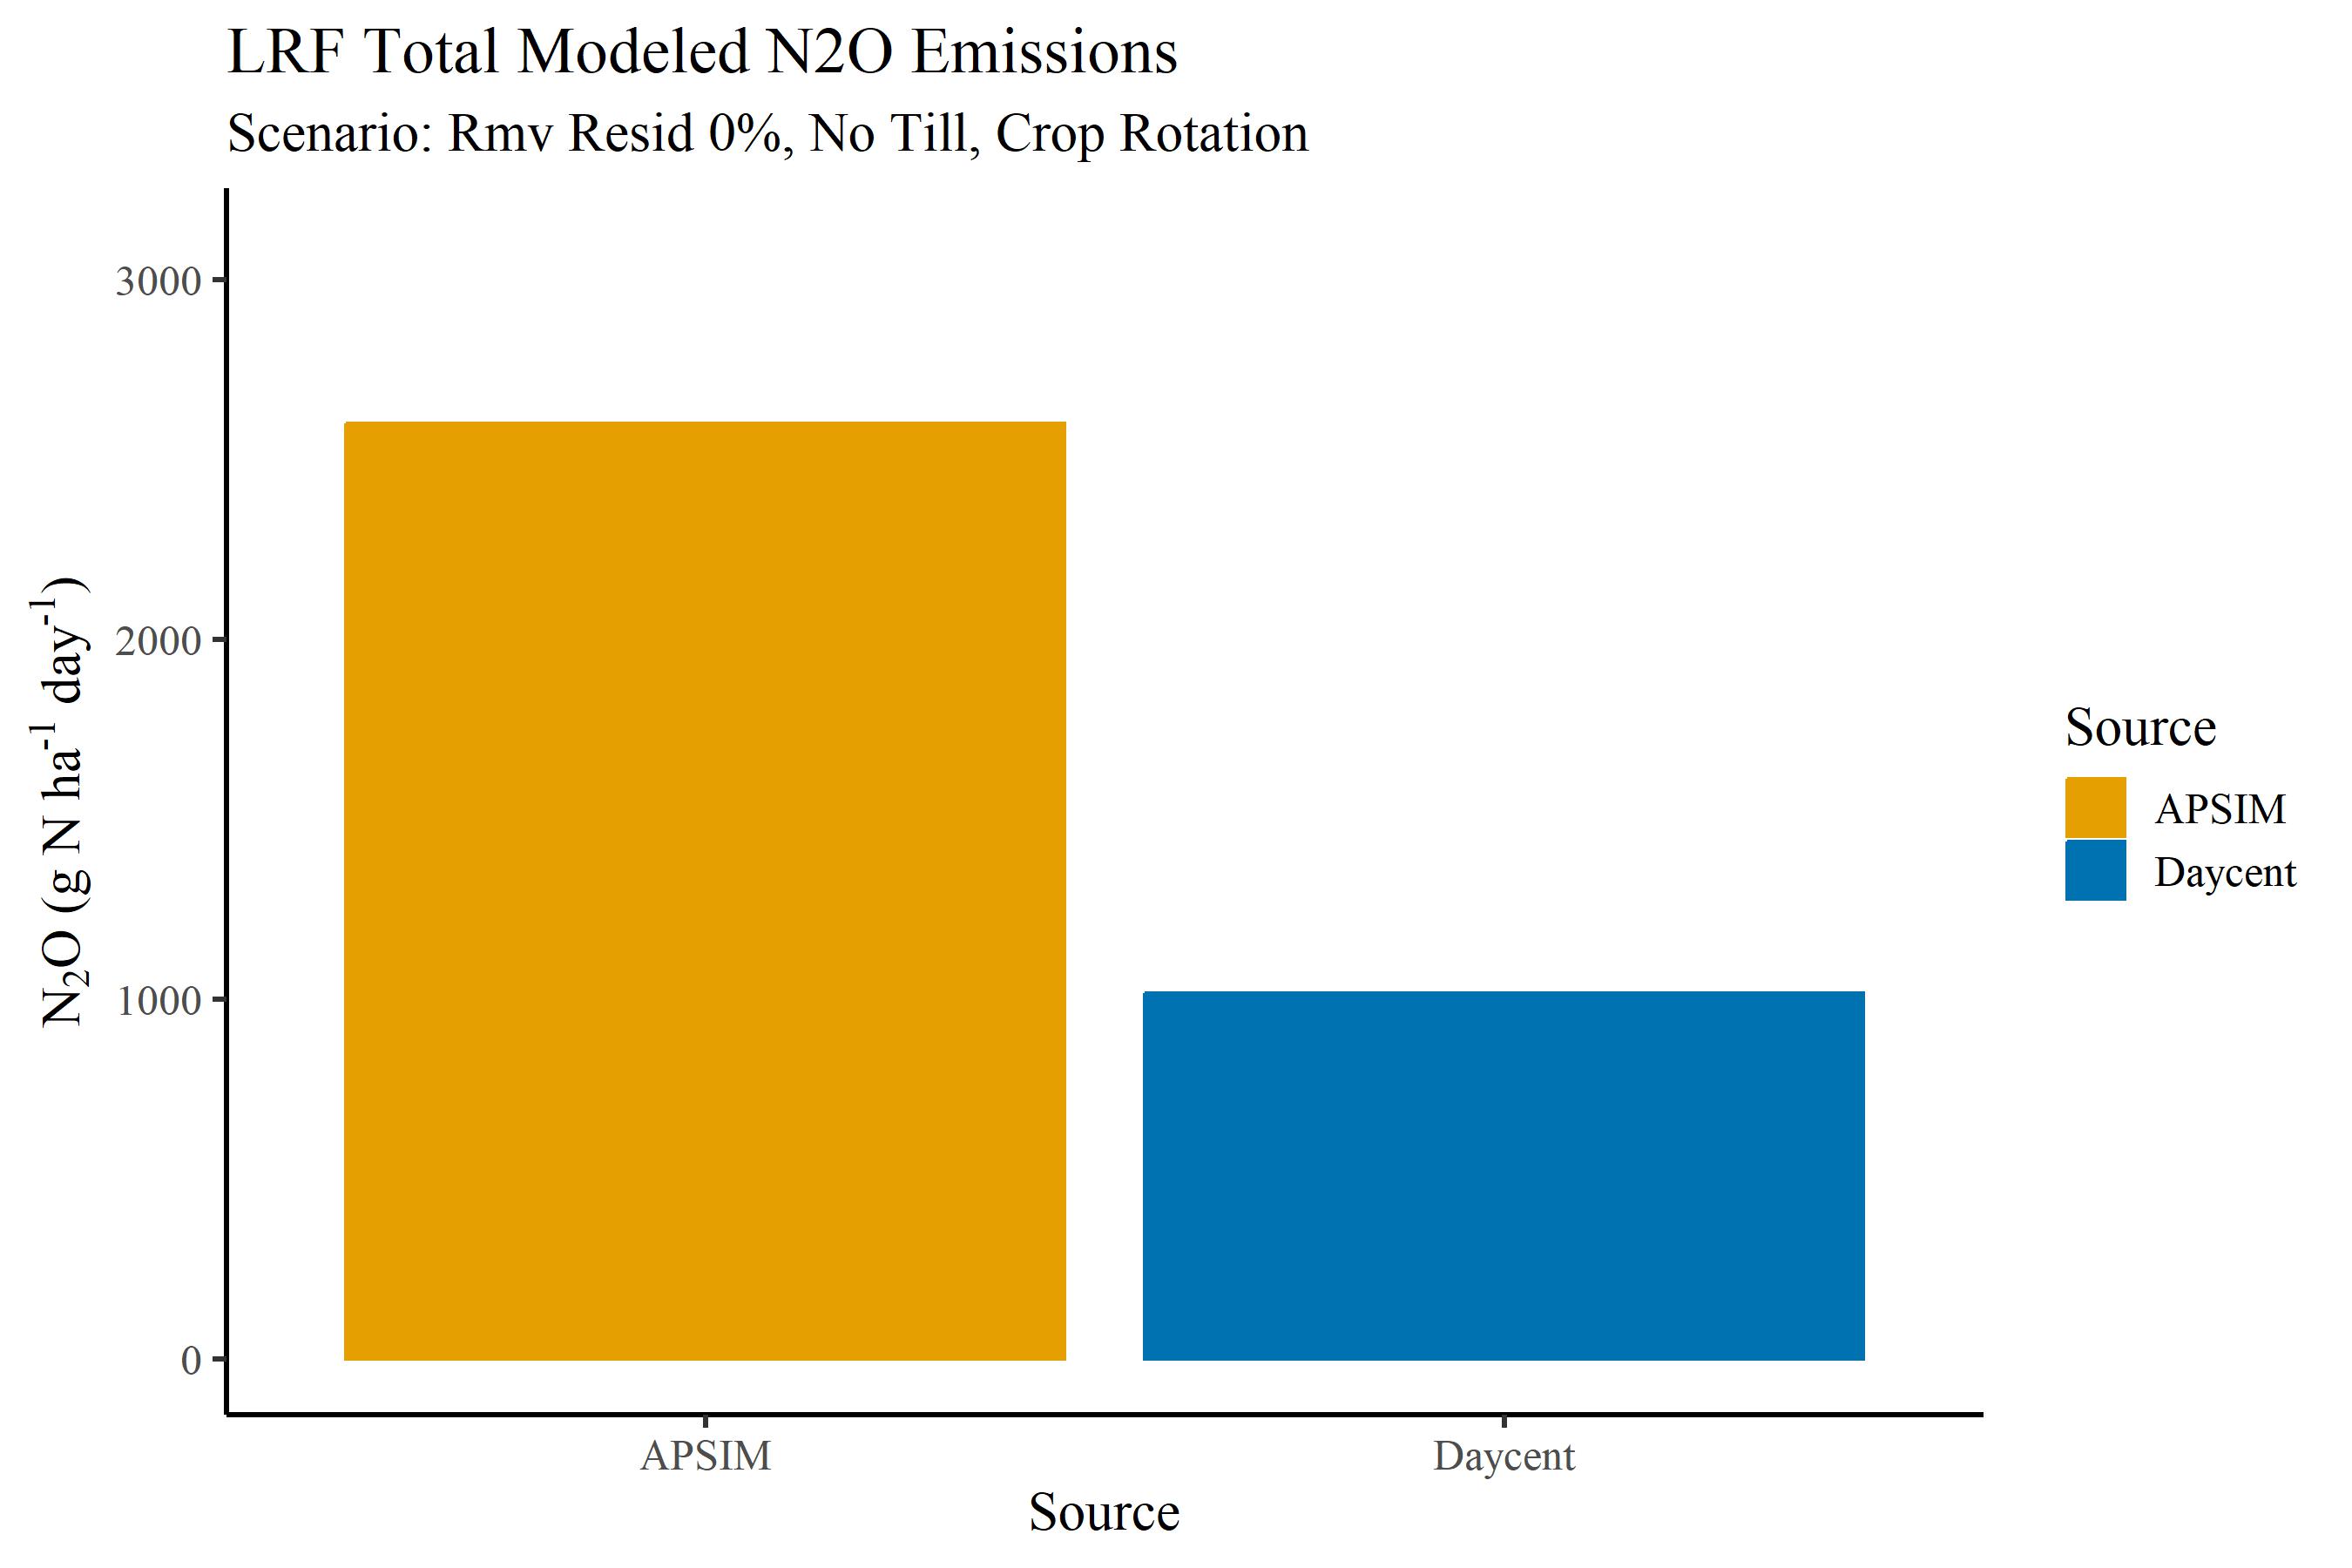 LRF Total Modeled N2O Emissions
Scenario: Rmv Resid 0%, No Till, Crop Rotation
N₂O (g N ha⁻¹ day⁻¹)
3000
2000
1000
0
APSIM
Daycent
Source
Source
APSIM
Daycent